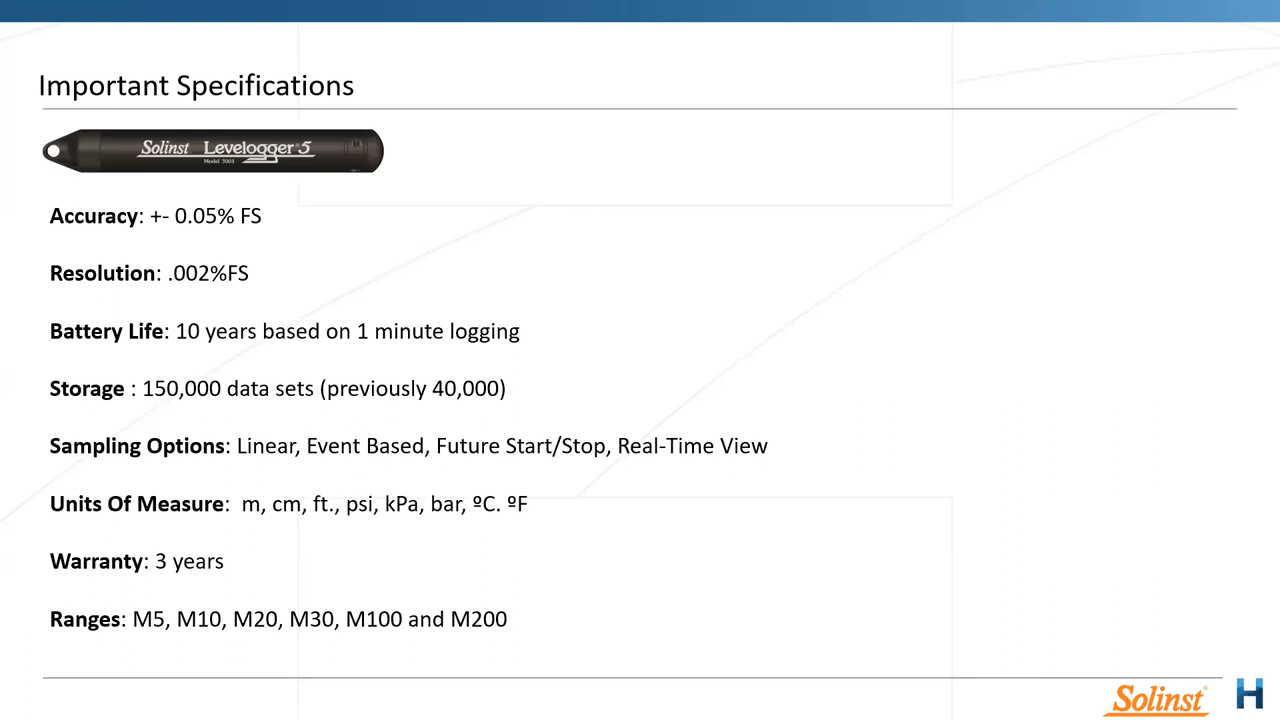 Important Specifications
Solinst Levelogger 5
Model 3001
Accuracy: +- 0.05% FS
Resolution: .002%FS
Battery Life: 10 years based on 1 minute logging
Storage : 150,000 data sets (previously 40,000)
Sampling Options: Linear, Event Based, Future Start/Stop, Real-Time View
Units Of Measure:  m, cm, ft., psi, kPa, bar, ºC. ºF
Warranty: 3 years
Ranges: M5, M10, M20, M30, M100 and M200
Solinst® H